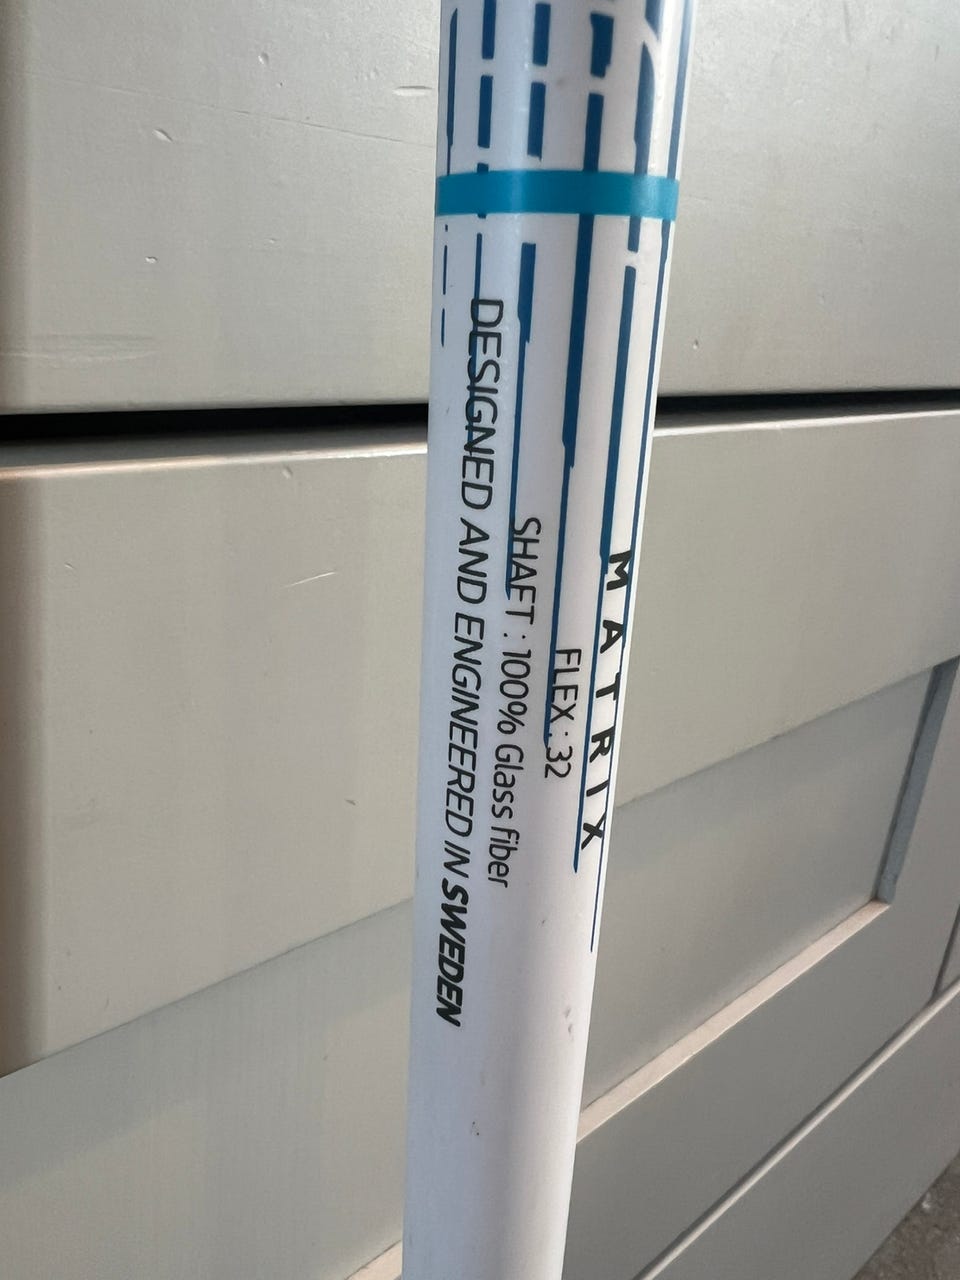 MATRIX
FLEX : 32
SHAFT : 100% Glass fiber
DESIGNED AND ENGINEERED IN SWEDEN